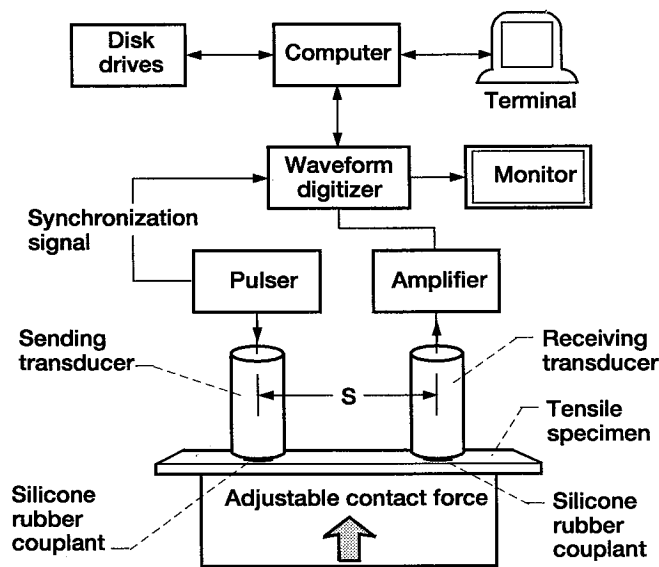 Disk
drives
Computer
Terminal
Waveform
digitizer
Monitor
Synchronization
signal
Pulser
Amplifier
Sending
transducer
Receiving
transducer
S
Tensile
specimen
Silicone
rubber
couplant
Adjustable contact force
Silicone
rubber
couplant